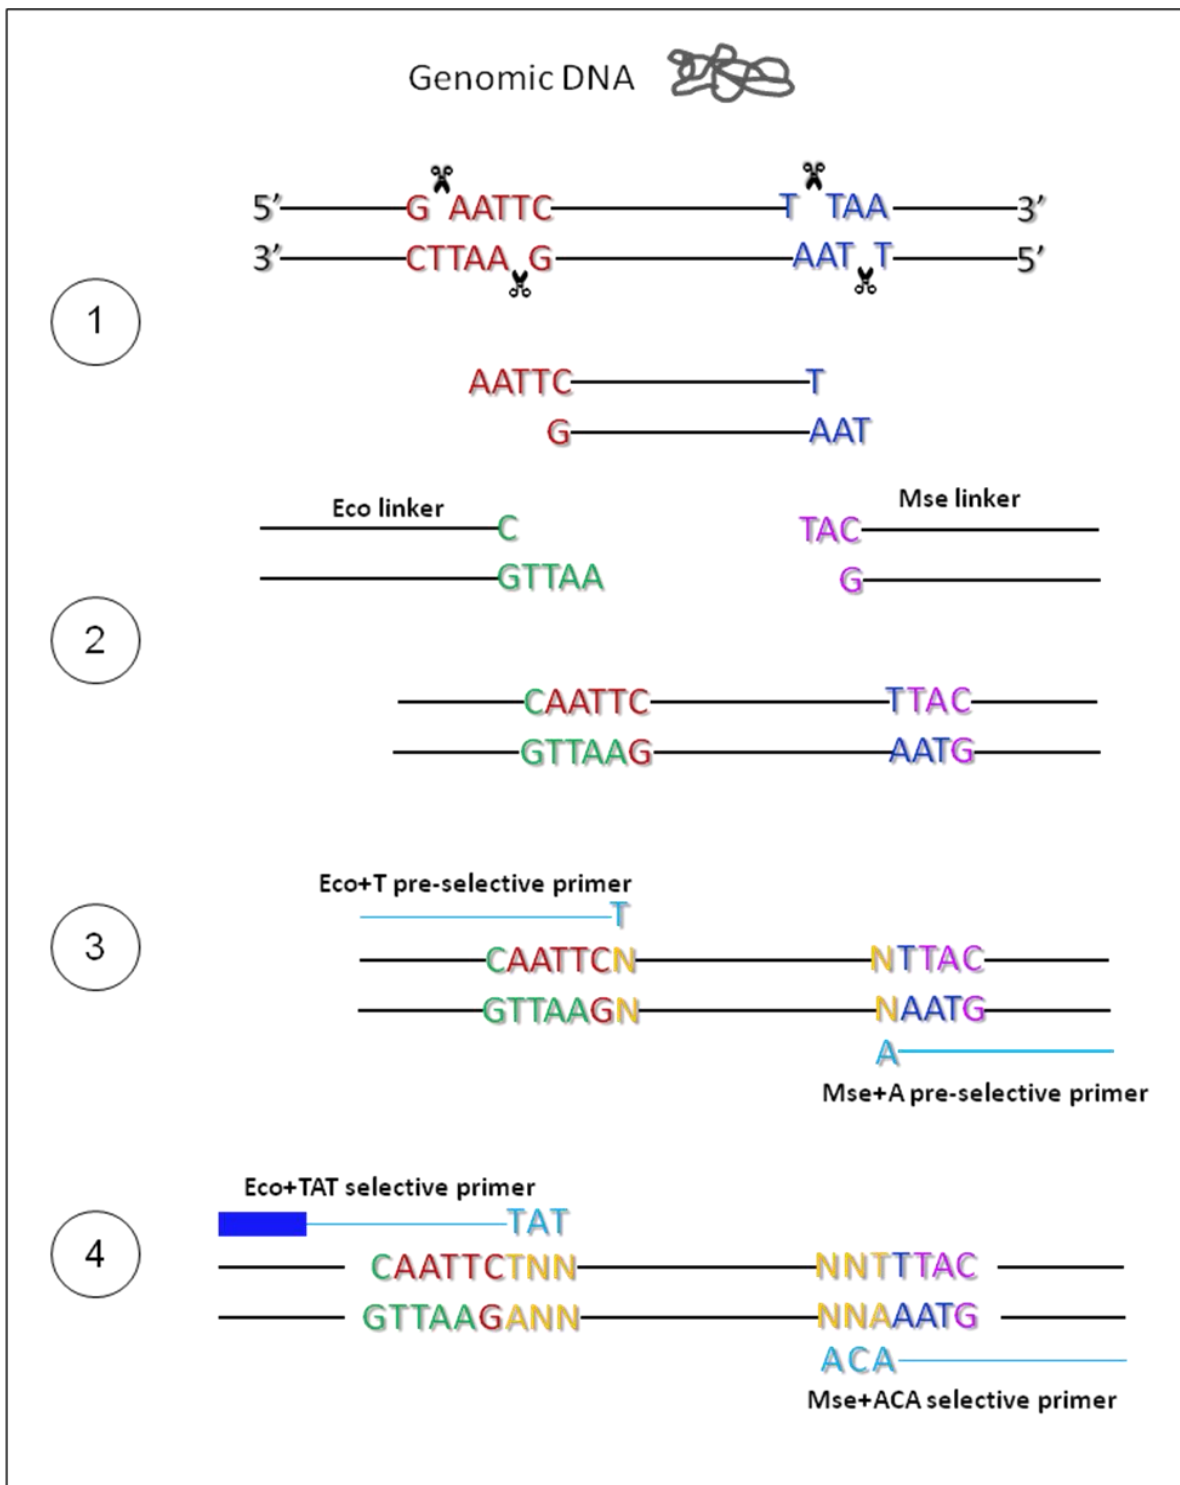 Genomic DNA
5' G AATTC T TAA 3'
3' CTTAA G AAT T 5'
1
AATTC T
G AAT
Eco linker Mse linker
C TAC
GTTAA G
2
CAATTC TTAC
GTTAAG AATG
Eco+T pre-selective primer
T
3
CAATTCN NTTAC
GTTAAGN NAATG
A
Mse+A pre-selective primer
Eco+TAT selective primer
TAT
4
CAATTCTNN NNTTTAC
GTTAAGANN NNAAATG
ACA
Mse+ACA selective primer